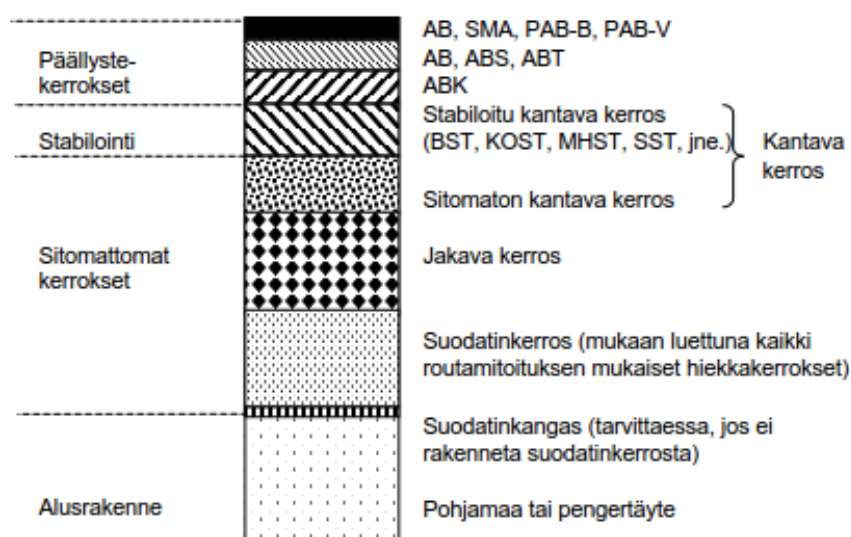 AB, SMA, PAB-B, PAB-V
Päällyste-
kerrokset
AB, ABS, ABT
ABK
Stabilointi
Stabiloitu kantava kerros
(BST, KOST, MHST, SST, jne.)
Kantava
kerros
Sitomaton kantava kerros
Sitomattomat
kerrokset
Jakava kerros
Suodatinkerros (mukaan luettuna kaikki
routamitoituksen mukaiset hiekkakerrokset)
Suodatinkangas (tarvittaessa, jos ei
rakenneta suodatinkerrosta)
Alusrakenne
Pohjamaa tai pengertäyte